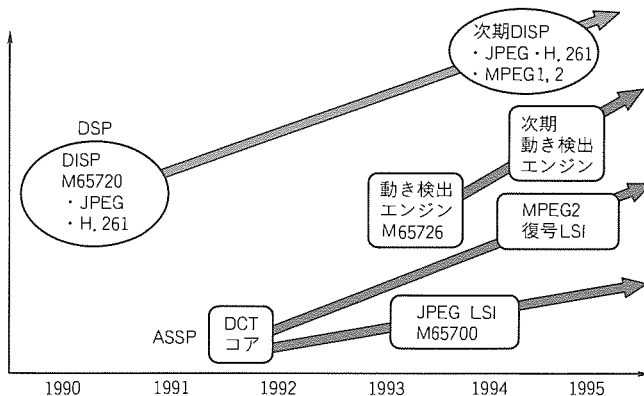 次期DISP
・JPEG・H.261
・MPEG1, 2
DSP
DISP
M65720
・JPEG
・H.261
次期
動き検出
エンジン
動き検出
エンジン
M65726
MPEG2
復号LSI
ASSP
DCT
コア
JPEG LSI
M65700
1990 1991 1992 1993 1994 1995